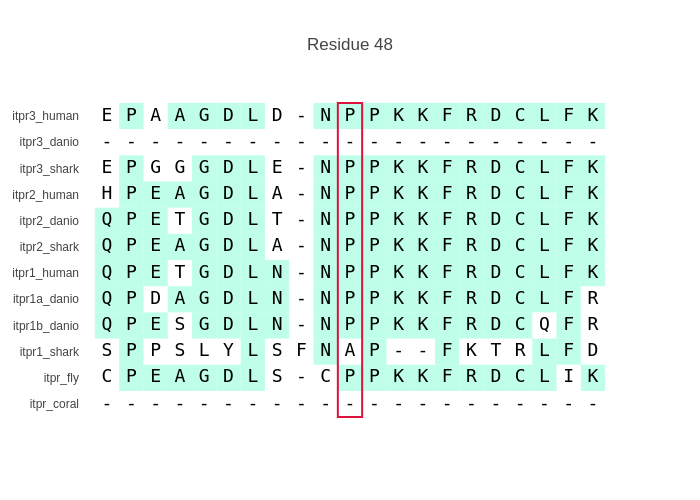 Residue 48
itpr3_human E P A A G D L D - N P P K K F R D C L F K
itpr3_danio - - - - - - - - - - - - - - - - - - - - -
itpr3_shark E P G G G D L E - N P P K K F R D C L F K
itpr2_human H P E A G D L A - N P P K K F R D C L F K
itpr2_danio Q P E T G D L T - N P P K K F R D C L F K
itpr2_shark Q P E A G D L A - N P P K K F R D C L F K
itpr1_human Q P E T G D L N - N P P K K F R D C L F K
itpr1a_danio Q P D A G D L N - N P P K K F R D C L F R
itpr1b_danio Q P E S G D L N - N P P K K F R D C Q F R
itpr1_shark S P P S L Y L S F N A P - - F K T R L F D
itpr_fly C P E A G D L S - C P P K K F R D C L I K
itpr_coral - - - - - - - - - - - - - - - - - - - - -